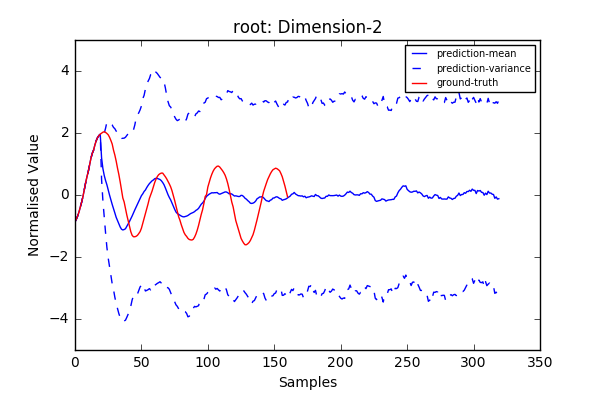 root: Dimension-2
prediction-mean
prediction-variance
ground-truth
Normalised Value
4
2
0
−2
−4
0 50 100 150 200 250 300 350
Samples